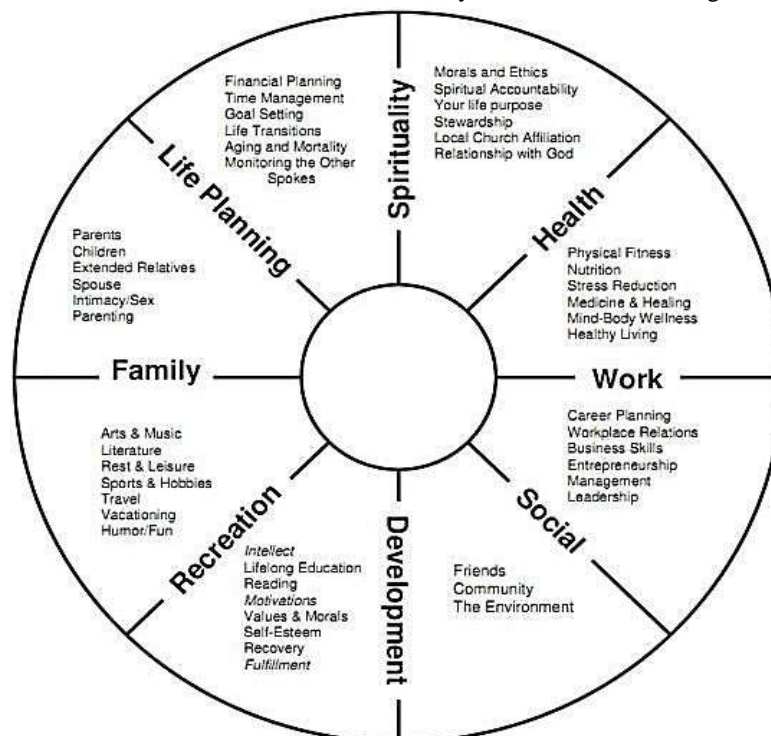 Spirituality
Morals and Ethics
Spiritual Accountability
Your life purpose
Stewardship
Local Church Affiliation
Relationship with God
Health
Physical Fitness
Nutrition
Stress Reduction
Medicine & Healing
Mind-Body Wellness
Healthy Living
Work
Career Planning
Workplace Relations
Business Skills
Entrepreneurship
Management
Leadership
Social
Friends
Community
The Environment
Development
Intellect
Lifelong Education
Reading
Motivations
Values & Morals
Self-Esteem
Recovery
Fulfillment
Recreation
Arts & Music
Literature
Rest & Leisure
Sports & Hobbies
Travel
Vacationing
Humor/Fun
Family
Parents
Children
Extended Relatives
Spouse
Intimacy/Sex
Parenting
Life Planning
Financial Planning
Time Management
Goal Setting
Life Transitions
Aging and Mortality
Monitoring the Other
Spokes